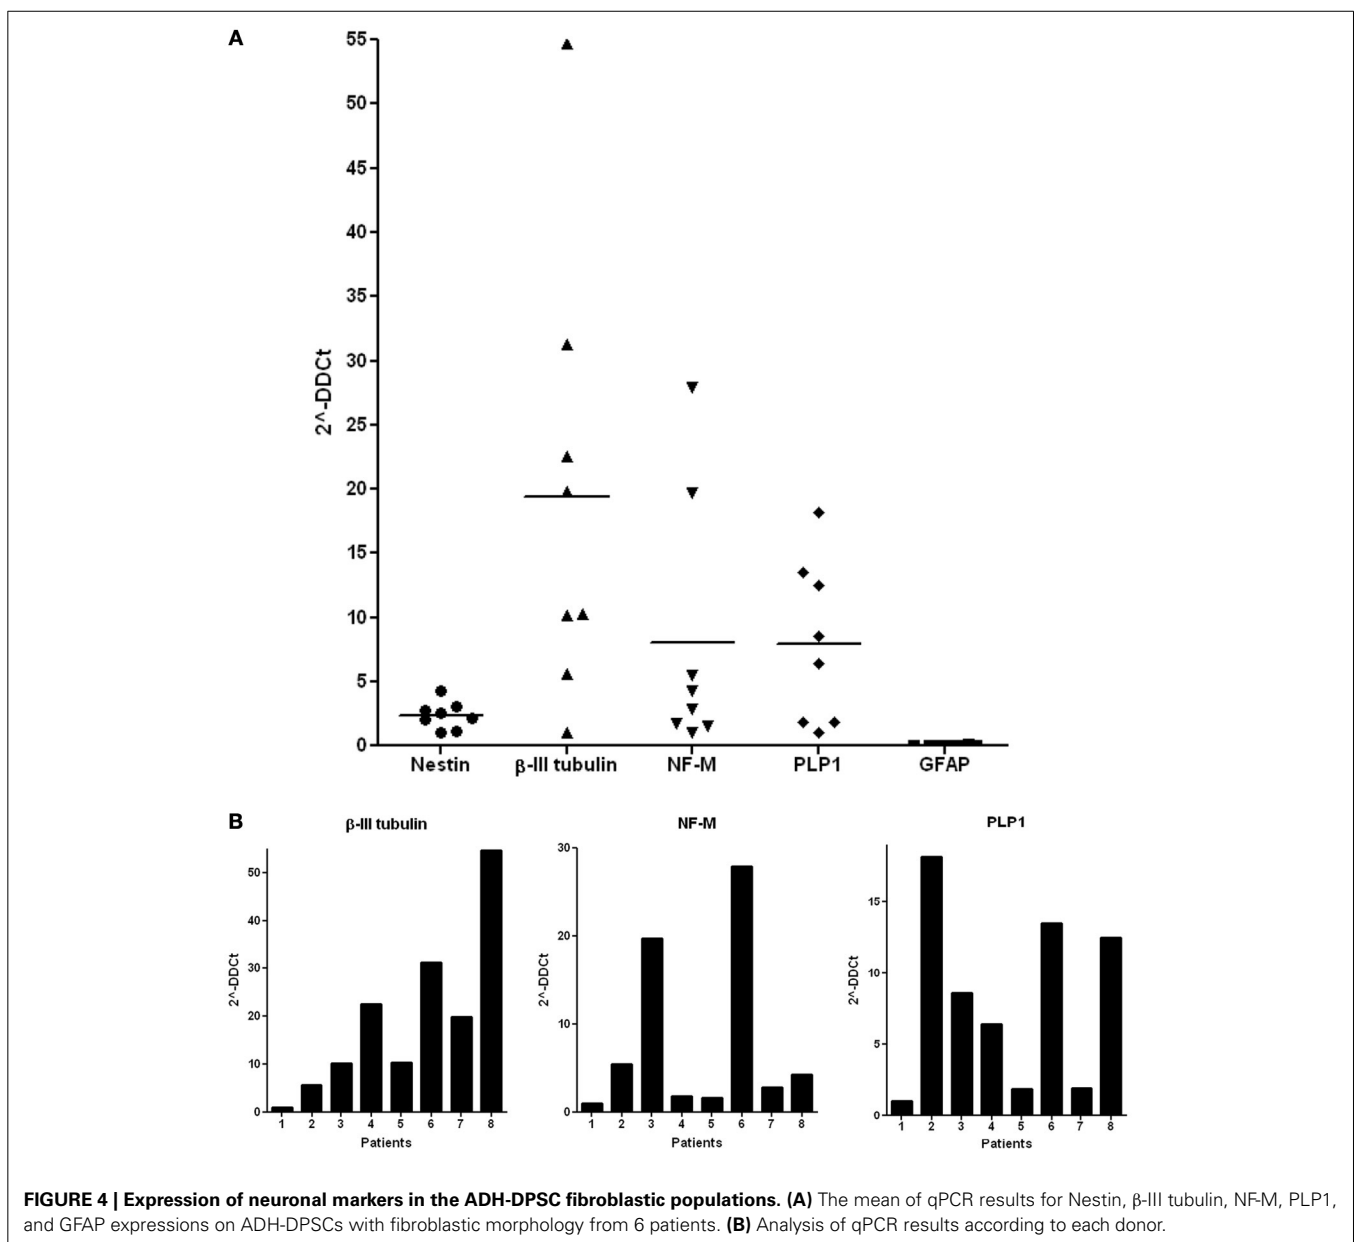 A
55
50
45
40
35
30
25
20
15
10
5
0
2^-DDCt
Nestin β-III tubulin NF-M PLP1 GFAP
B
β-III tubulin
50
40
30
20
10
0
2^-DDCt
1 2 3 4 5 6 7 8
Patients
NF-M
30
20
10
0
2^-DDCt
1 2 3 4 5 6 7 8
Patients
PLP1
15
10
5
0
2^-DDCt
1 2 3 4 5 6 7 8
Patients
FIGURE 4 | Expression of neuronal markers in the ADH-DPSC fibroblastic populations. (A) The mean of qPCR results for Nestin, β-III tubulin, NF-M, PLP1,
and GFAP expressions on ADH-DPSCs with fibroblastic morphology from 6 patients. (B) Analysis of qPCR results according to each donor.